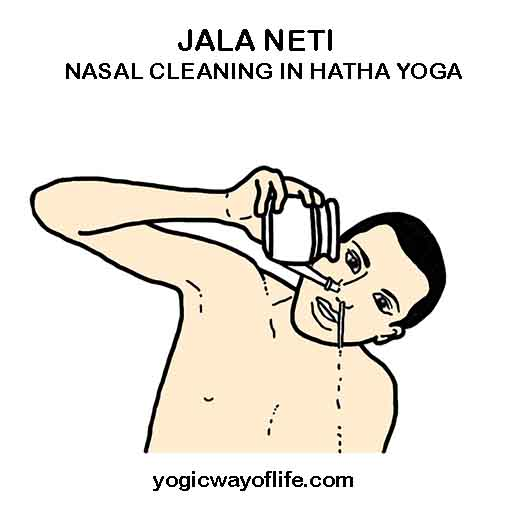 JALA NETI
NASAL CLEANING IN HATHA YOGA
yogicwayoflife.com